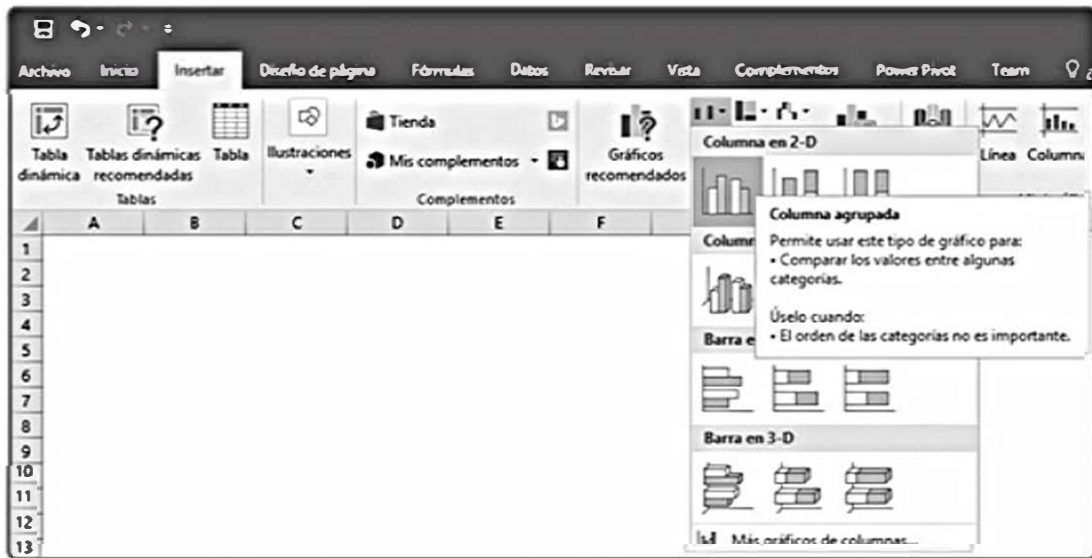 Archivo Inicio Insertar Diseño de página Fórmulas Datos Revisar Vista Complementos Power Pivot Team
Tabla dinámica
Tablas dinámicas recomendadas
Tabla
Ilustraciones
Tienda
Mis complementos
Gráficos recomendados
Línea
Column
Tablas
Complementos
Columna en 2-D
Columna agrupada
Permite usar este tipo de gráfico para:
• Comparar los valores entre algunas
categorías.
Úselo cuando:
• El orden de las categorías no es importante.
Column
Barra e
Barra en 3-D
Más gráficos de columnas...
A B C D E F
1
2
3
4
5
6
7
8
9
10
11
12
13